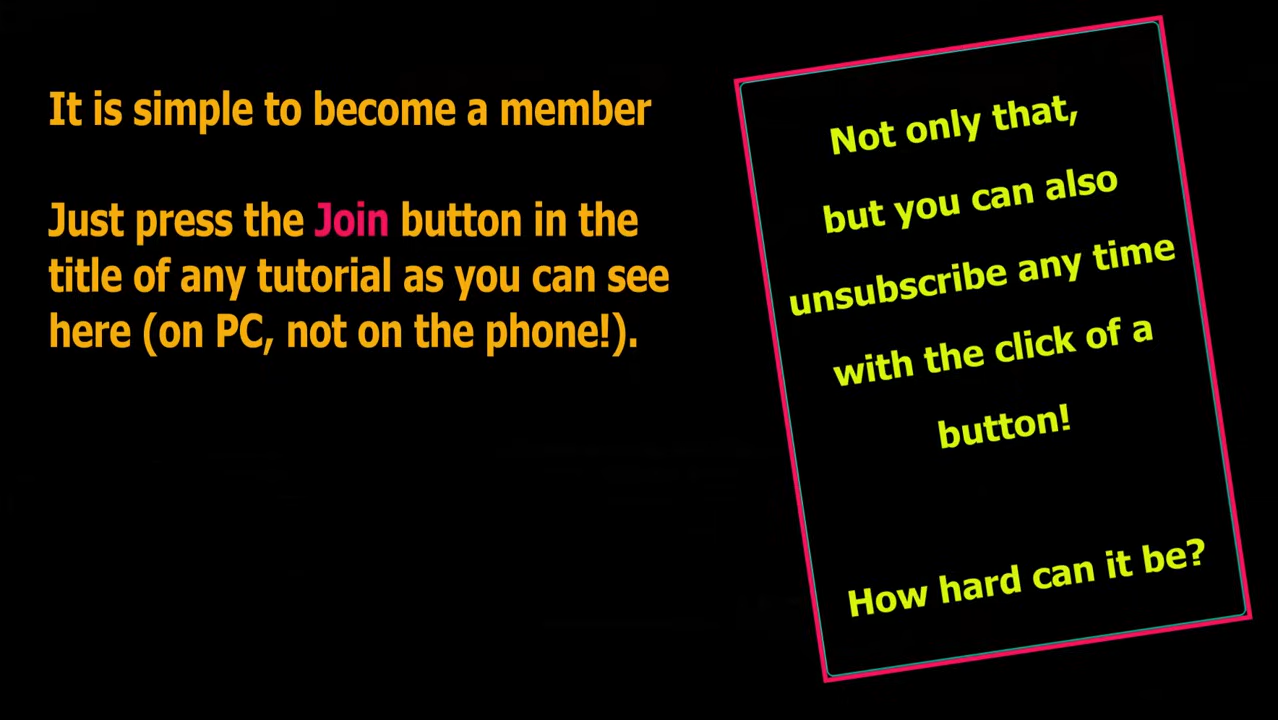 It is simple to become a member
Just press the Join button in the
title of any tutorial as you can see
here (on PC, not on the phone!).
Not only that,
but you can also
unsubscribe any time
with the click of a
button!
How hard can it be?